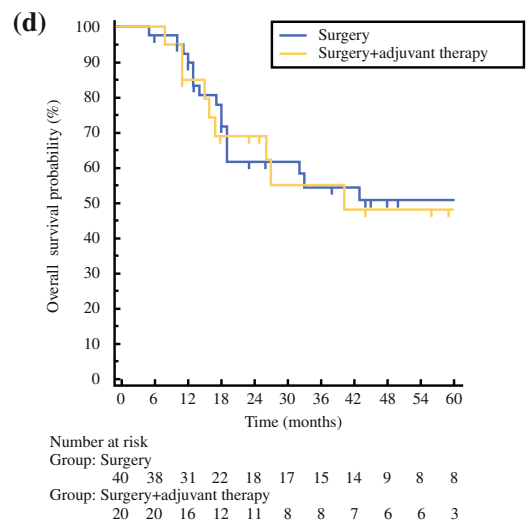 (d)
Surgery
Surgery+adjuvant therapy
Overall survival probability (%)
100
90
80
70
60
50
40
30
20
10
0
0 6 12 18 24 30 36 42 48 54 60
Time (months)
Number at risk
Group: Surgery
40 38 31 22 18 17 15 14 9 8 8
Group: Surgery+adjuvant therapy
20 20 16 12 11 8 8 7 6 6 3